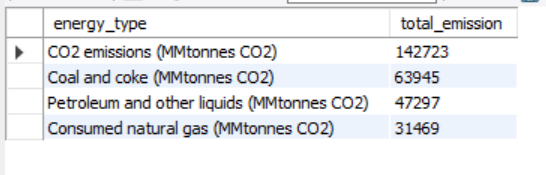 energy_type total_emission
CO2 emissions (MMtonnes CO2) 142723
Coal and coke (MMtonnes CO2) 63945
Petroleum and other liquids (MMtonnes CO2) 47297
Consumed natural gas (MMtonnes CO2) 31469